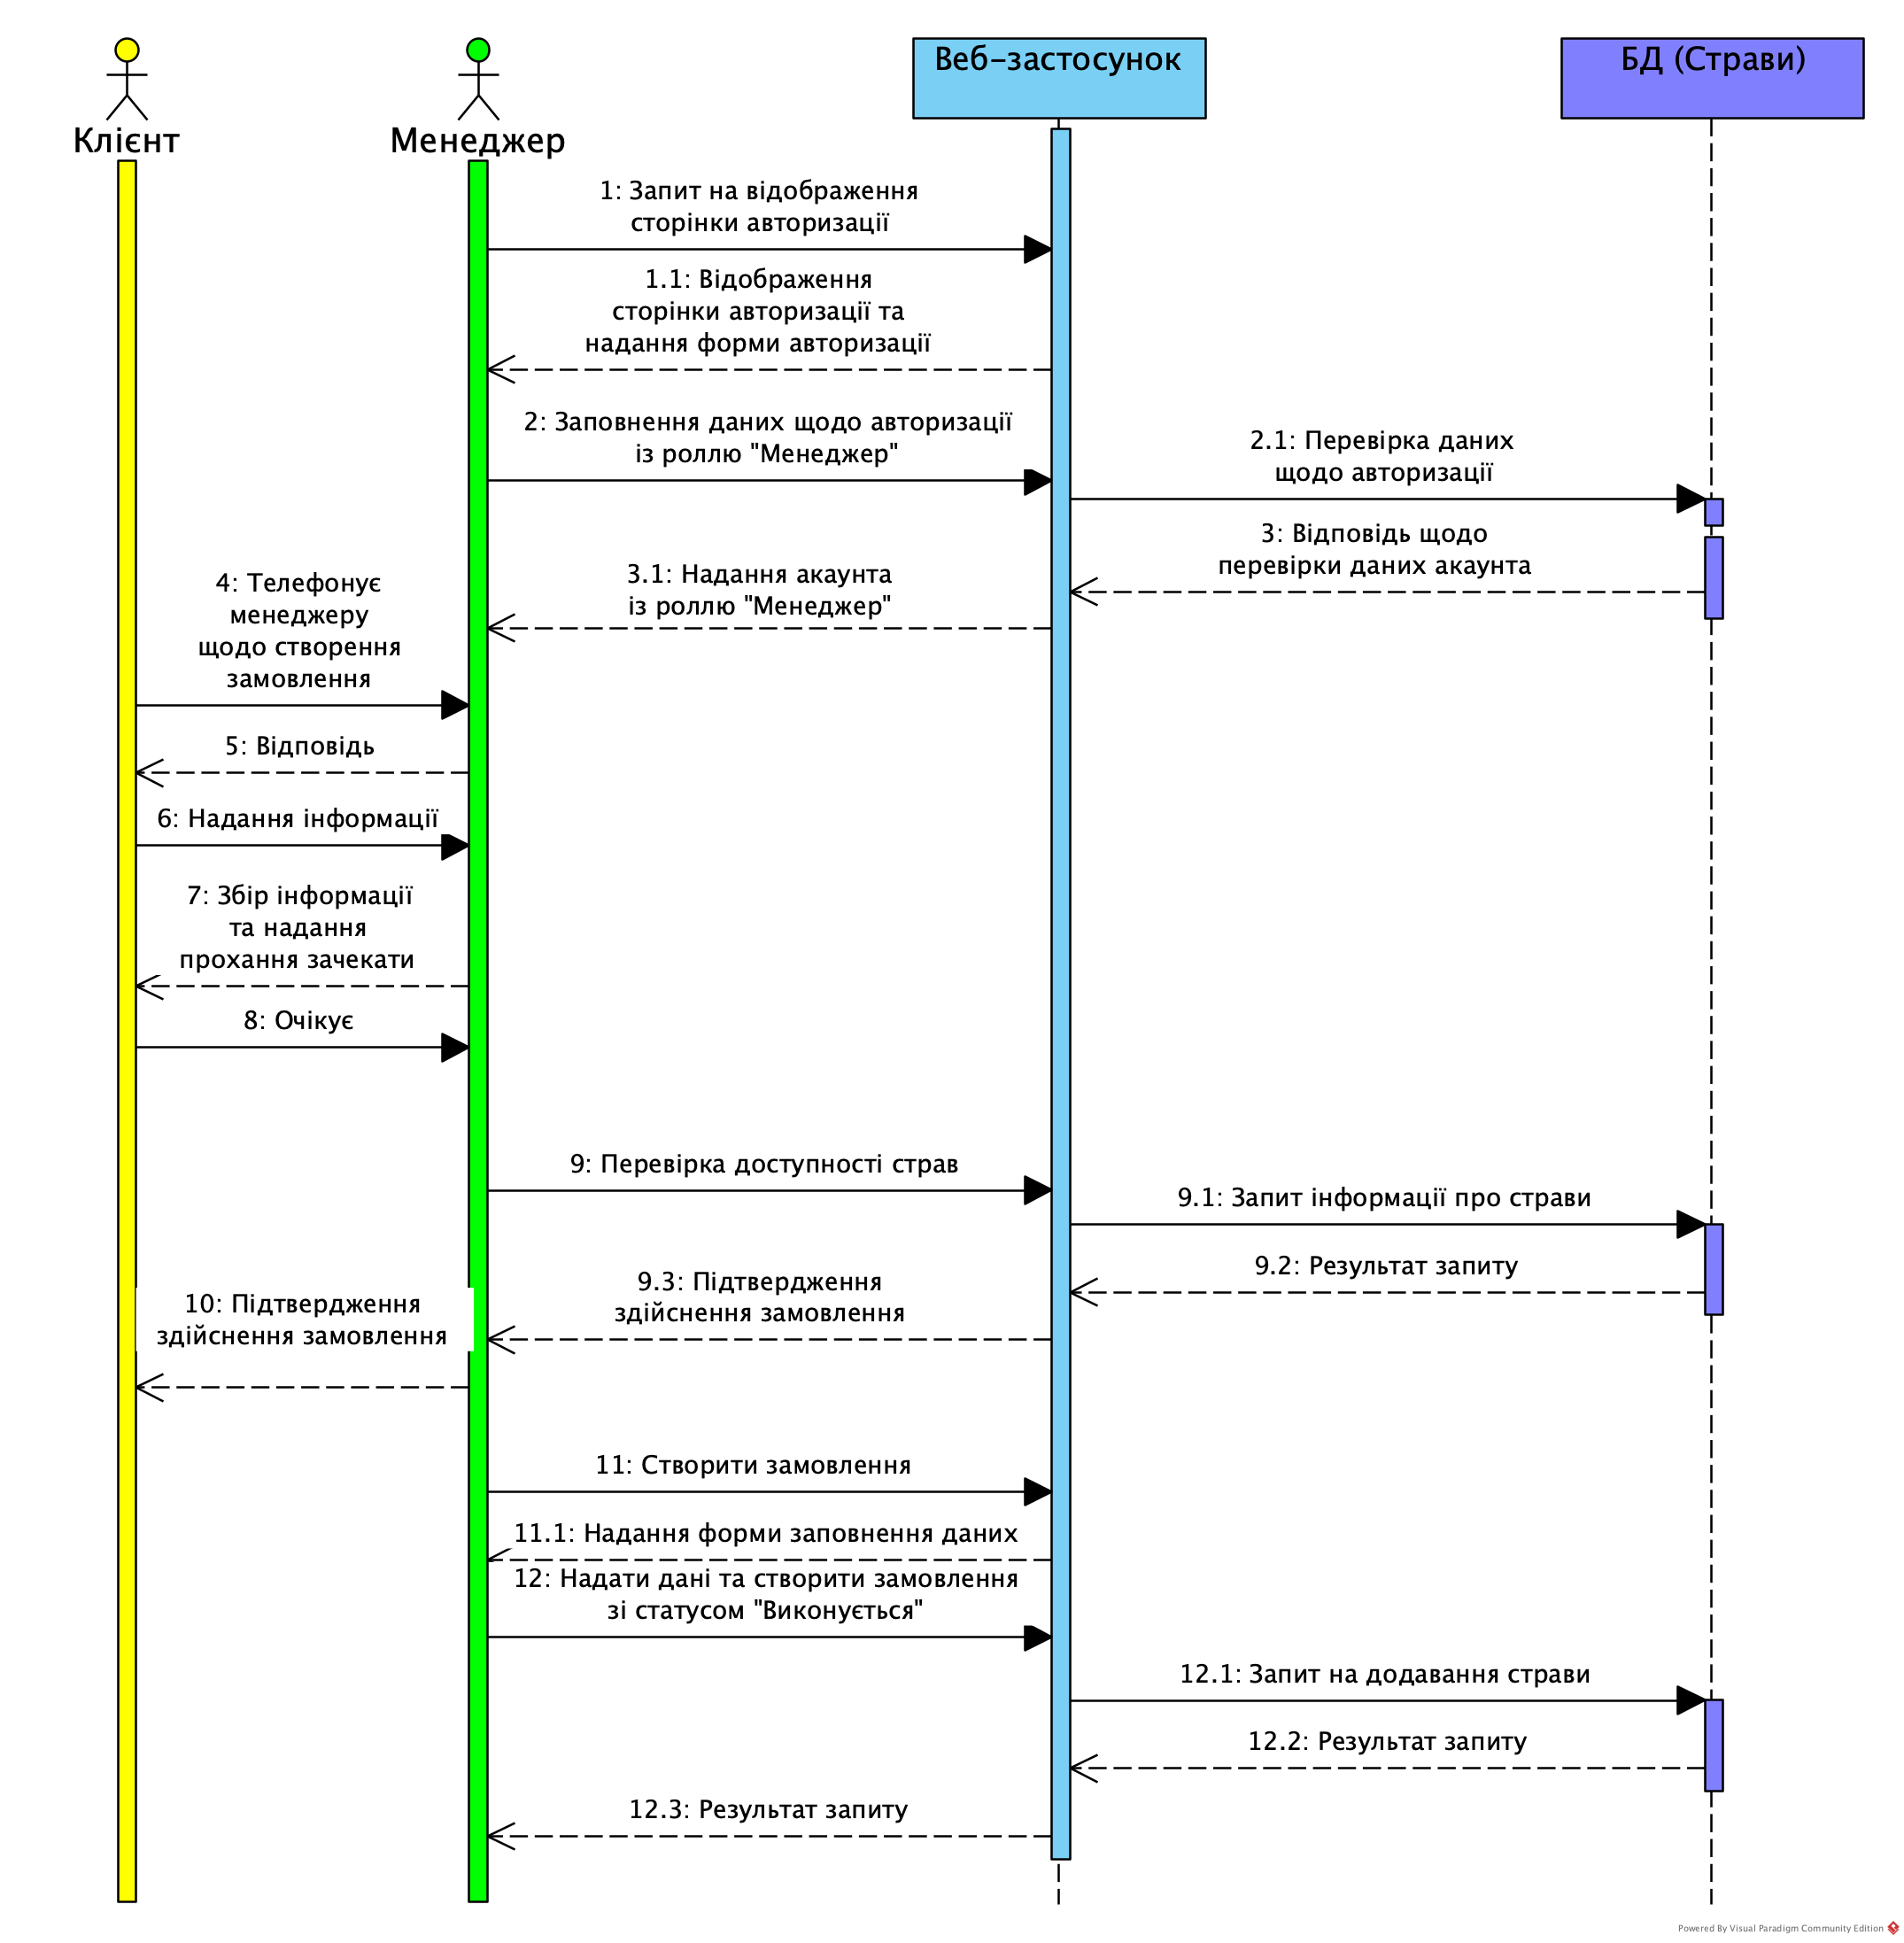 Клієнт
Менеджер
Веб-застосунок
БД (Страви)
1: Запит на відображення
сторінки авторизації
1.1: Відображення
сторінки авторизації та
надання форми авторизації
2: Заповнення даних щодо авторизації
із роллю "Менеджер"
2.1: Перевірка даних
щодо авторизації
3: Відповідь щодо
перевірки даних акаунта
3.1: Надання акаунта
із роллю "Менеджер"
4: Телефонує
менеджеру
щодо створення
замовлення
5: Відповідь
6: Надання інформації
7: Збір інформації
та надання
прохання зачекати
8: Очікує
9: Перевірка доступності страв
9.1: Запит інформації про страви
9.2: Результат запиту
9.3: Підтвердження
здійснення замовлення
10: Підтвердження
здійснення замовлення
11: Створити замовлення
11.1: Надання форми заповнення даних
12: Надати дані та створити замовлення
зі статусом "Виконується"
12.1: Запит на додавання страви
12.2: Результат запиту
12.3: Результат запиту
Powered By Visual Paradigm Community Edition